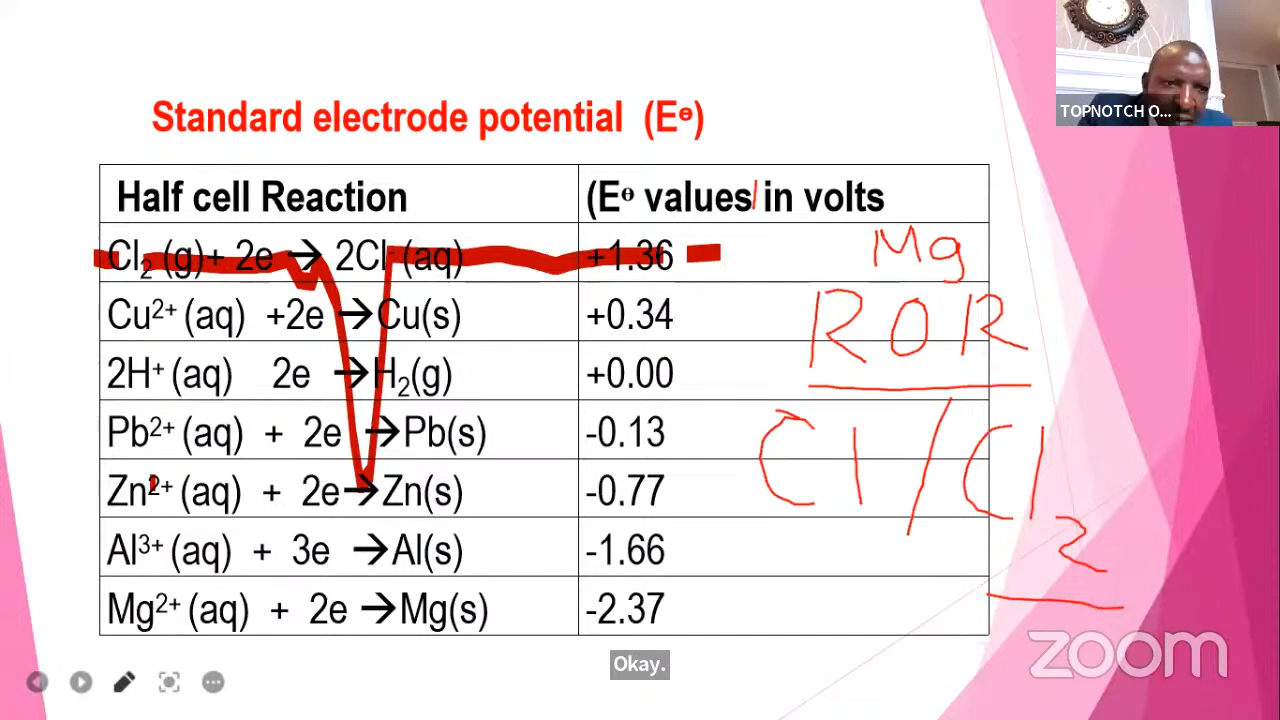 TOPNOTCH O...
Standard electrode potential (Eᶿ)
Half cell Reaction (Eᶿ values/ in volts
Cl₂ (g)+ 2e → 2Cl⁻ (aq) +1.36
Mg
Cu²⁺ (aq) +2e → Cu(s) +0.34
ROR
2H⁺ (aq) 2e → H₂(g) +0.00
Pb²⁺ (aq) + 2e → Pb(s) -0.13
Cl / Cl₂
Zn²⁺ (aq) + 2e → Zn(s) -0.77
Al³⁺ (aq) + 3e → Al(s) -1.66
Mg²⁺ (aq) + 2e → Mg(s) -2.37
zoom
Okay.